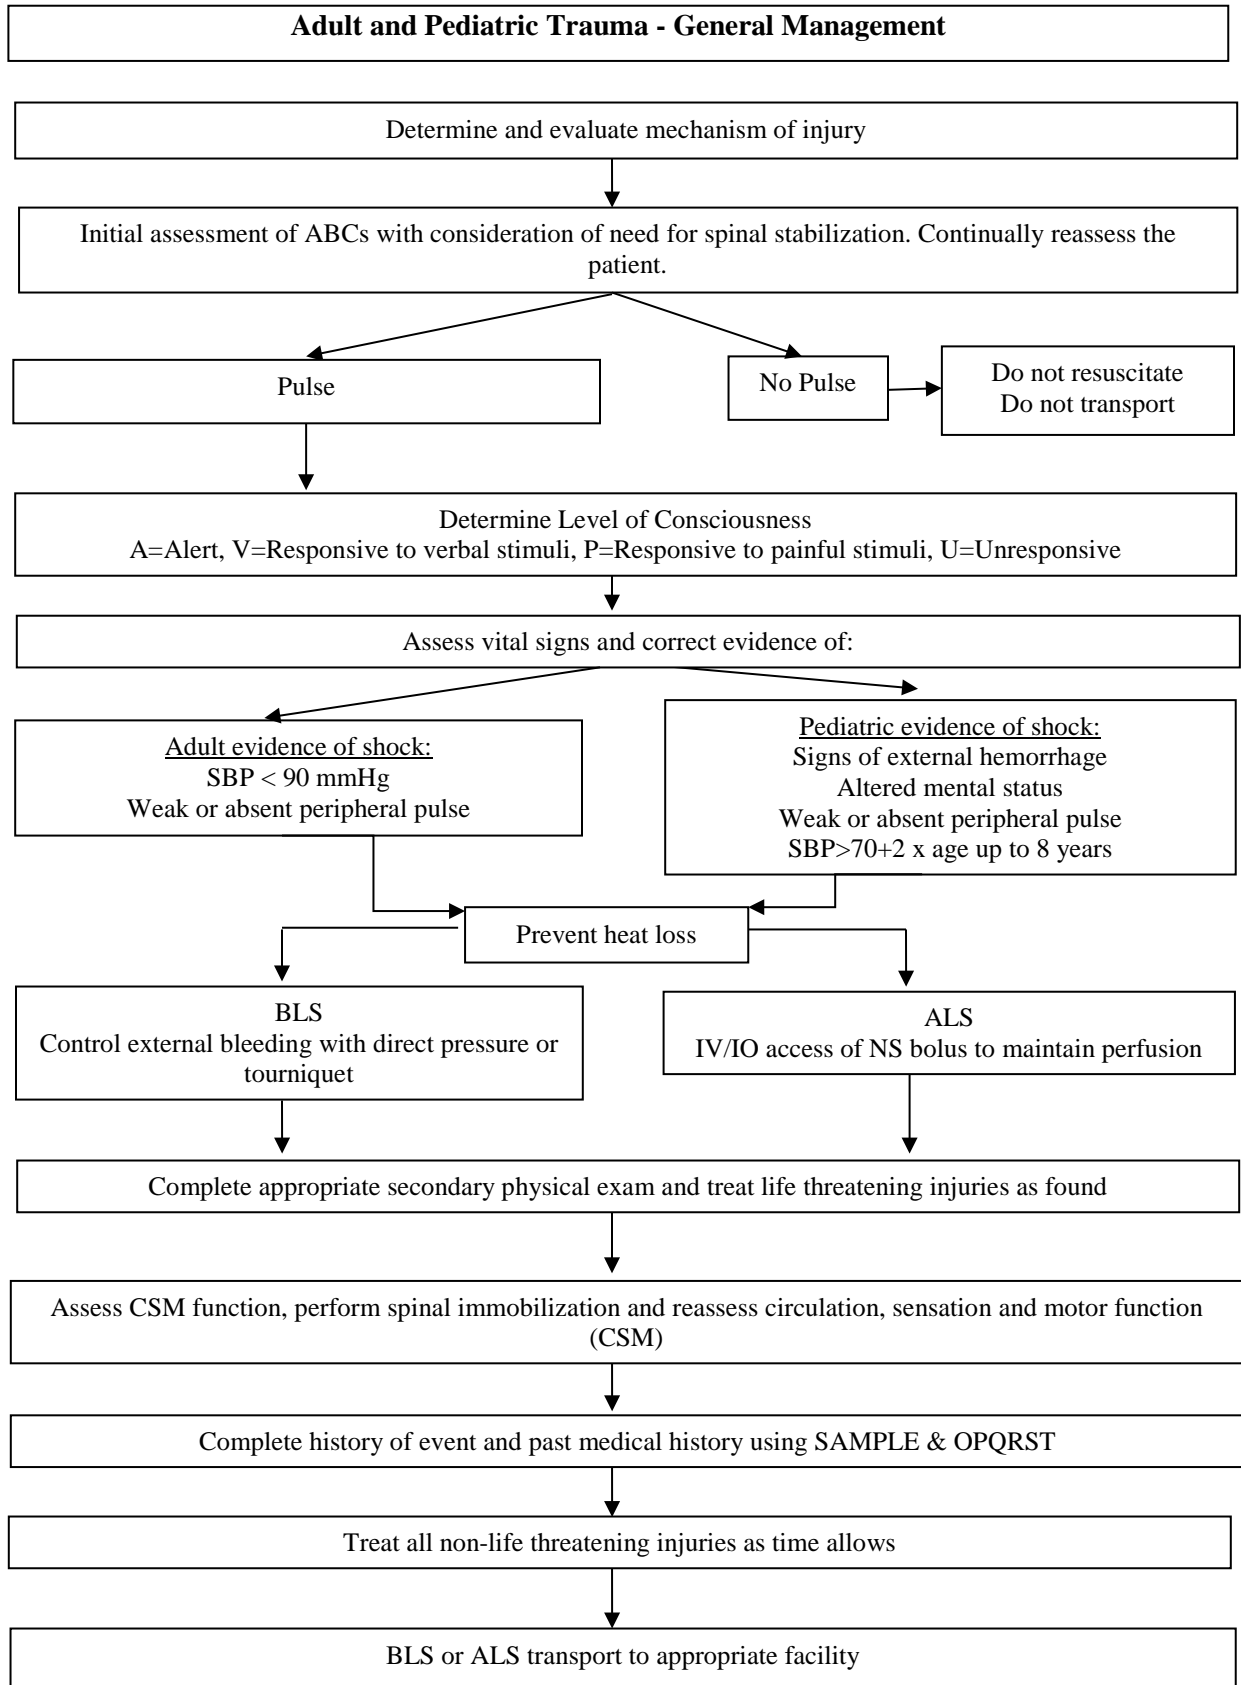 Adult and Pediatric Trauma - General Management
Determine and evaluate mechanism of injury
Initial assessment of ABCs with consideration of need for spinal stabilization. Continually reassess the
patient.
Pulse
No Pulse
Do not resuscitate
Do not transport
Determine Level of Consciousness
A=Alert, V=Responsive to verbal stimuli, P=Responsive to painful stimuli, U=Unresponsive
Assess vital signs and correct evidence of:
Adult evidence of shock:
SBP < 90 mmHg
Weak or absent peripheral pulse
Pediatric evidence of shock:
Signs of external hemorrhage
Altered mental status
Weak or absent peripheral pulse
SBP>70+2 x age up to 8 years
Prevent heat loss
BLS
Control external bleeding with direct pressure or
tourniquet
ALS
IV/IO access of NS bolus to maintain perfusion
Complete appropriate secondary physical exam and treat life threatening injuries as found
Assess CSM function, perform spinal immobilization and reassess circulation, sensation and motor function
(CSM)
Complete history of event and past medical history using SAMPLE & OPQRST
Treat all non-life threatening injuries as time allows
BLS or ALS transport to appropriate facility